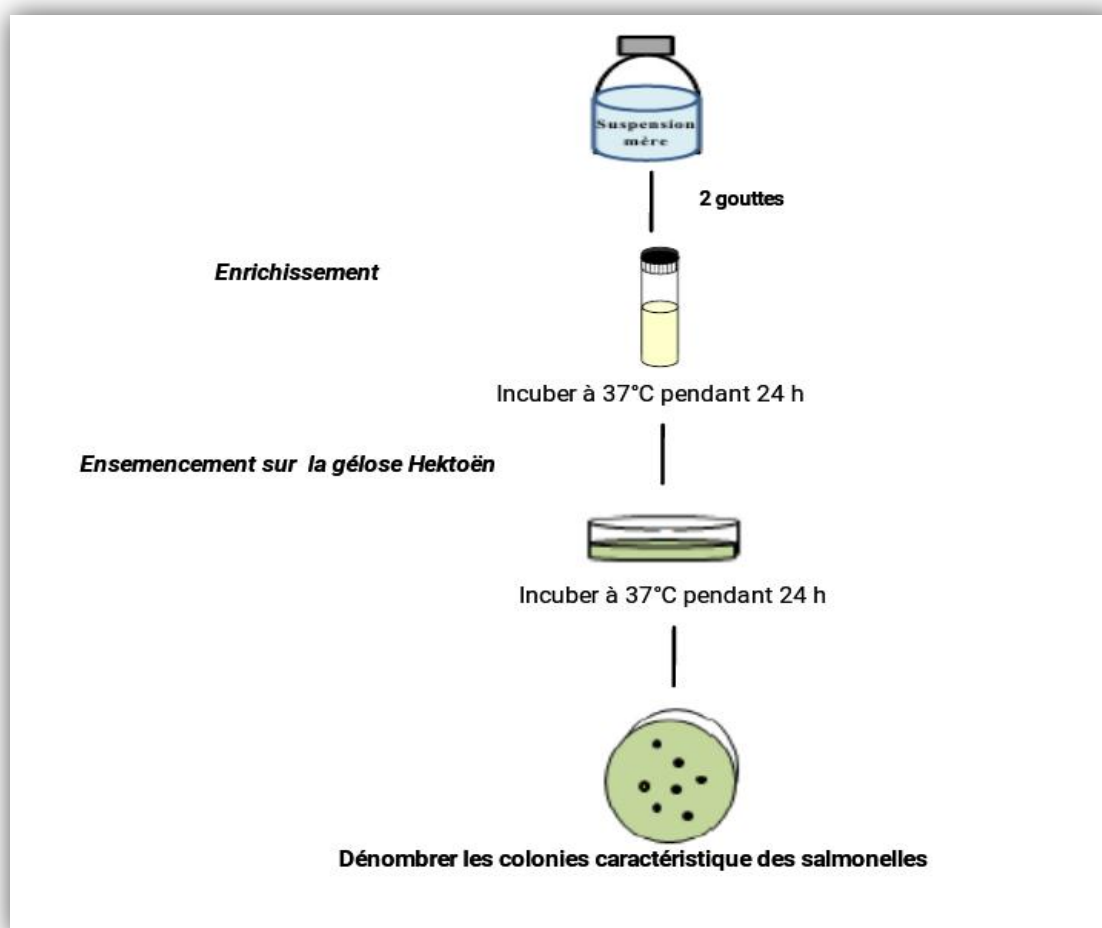 Suspension
mère
2 gouttes
Enrichissement
Incuber à 37°C pendant 24 h
Ensemencement sur la gélose Hektoën
Incuber à 37°C pendant 24 h
Dénombrer les colonies caractéristique des salmonelles